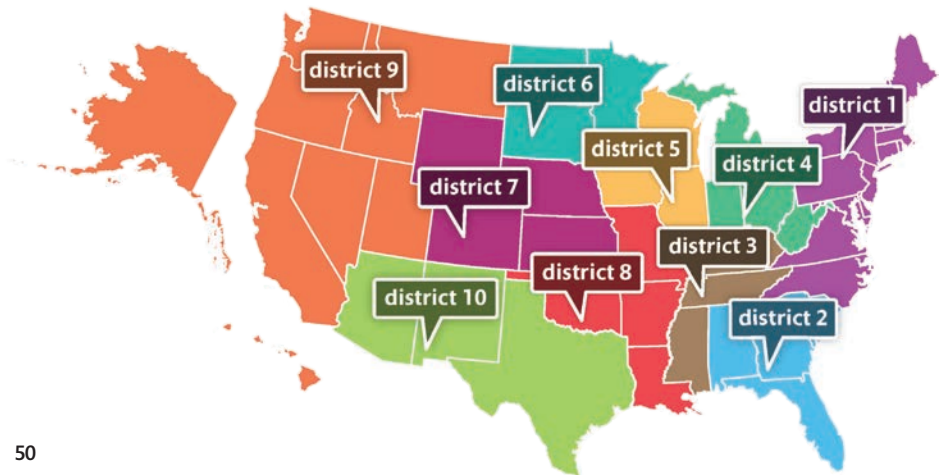 district 9
district 6
district 1
district 5
district 4
district 7
district 3
district 8
district 10
district 2
50